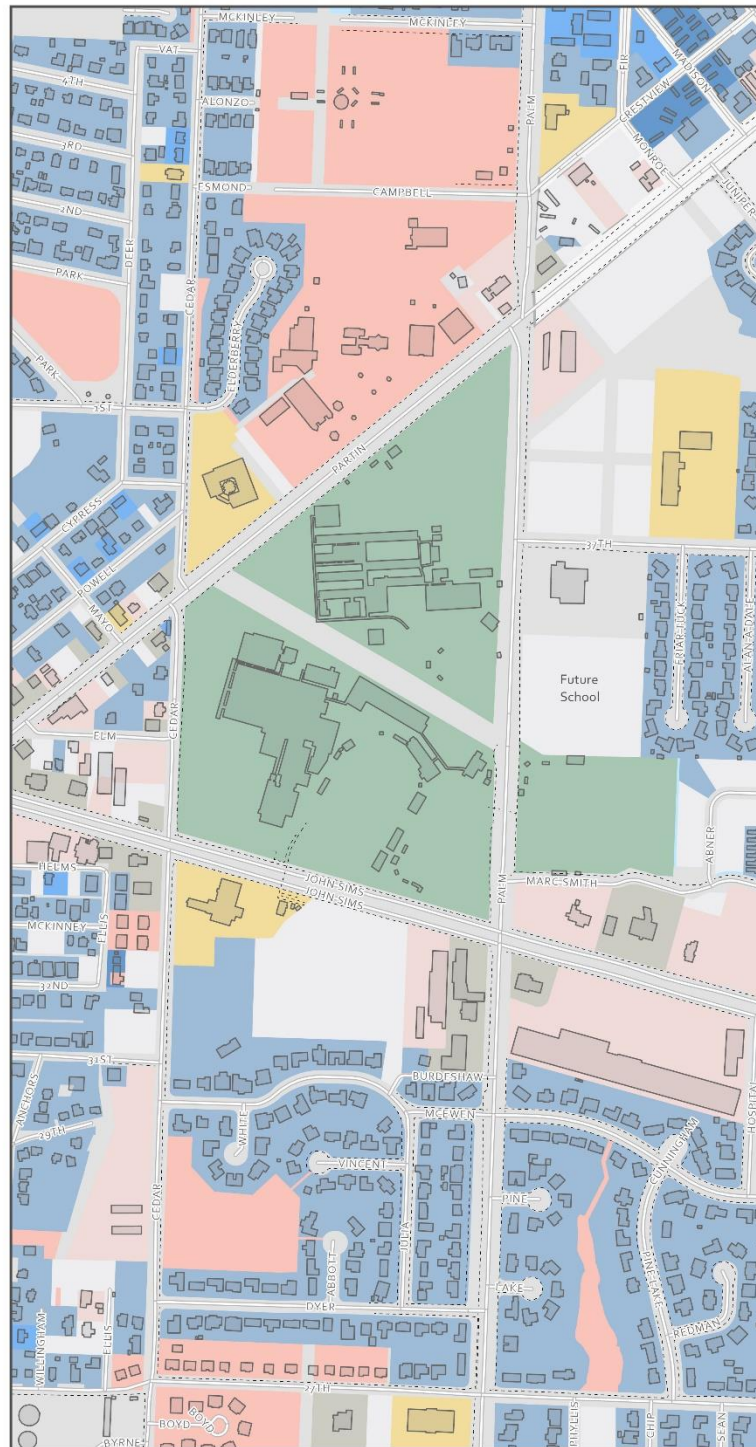 MCKINLEY
MCKINLEY
VAT
4TH
ALONZO
3RD
ESMOND
CAMPBELL
2ND
PARK
DEER
CEDAR
PALM
FIR
MADISON
CRESTVIEW
MONROE
JUNIPER
PARK
ELDERBERRY
1ST
PARTIN
CYPRESS
POWELL
MAYO
37TH
FRIAR TUCK
ALAN A DALE
Future
School
CEDAR
ELM
ABNER
HELMS
JOHN SIMS
JOHN SIMS
PALM
MARC SMITH
MCKINNEY
ELLIS
32ND
31ST
ANCHORS
29TH
BURDESHAW
MCEWEN
HOSPITAL
WHITE
VINCENT
CUNNINGHAM
CEDAR
JULIA
PINE
PINE LAKE
ABBOTT
LAKE
REDMAN
DYER
WILLINGHAM
ELLIS
27TH
BOYD
BOYD
BYRNE
PHYLLIS
CHIP
SEAN